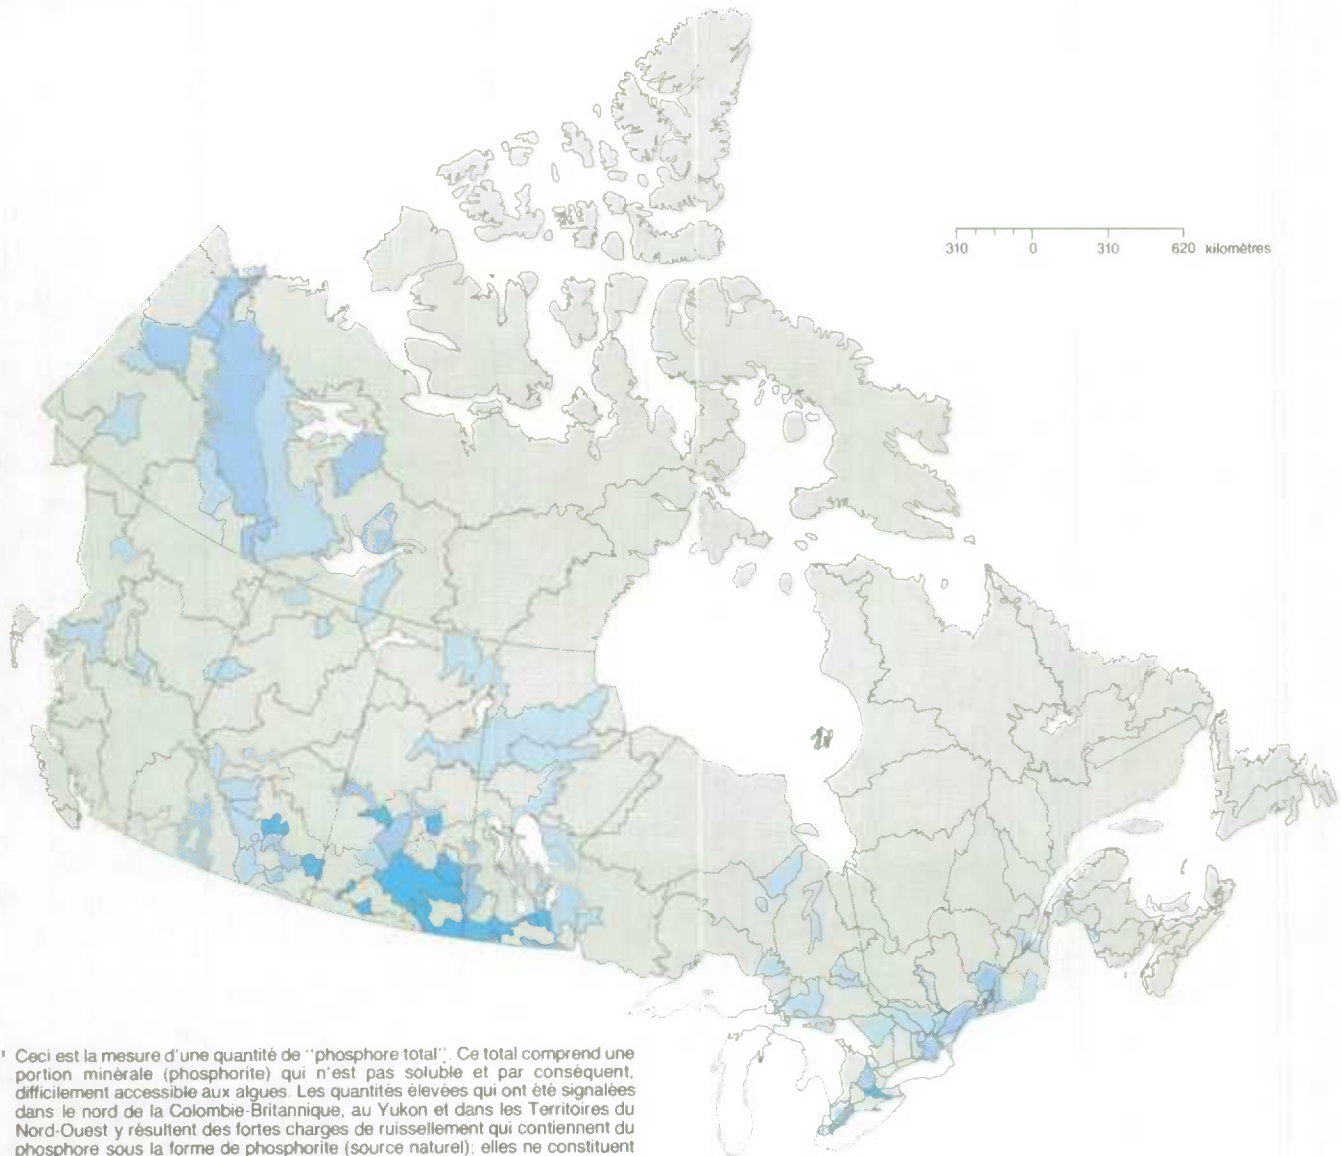 310 0 310 620 kilomètres
¹ Ceci est la mesure d'une quantité de "phosphore total". Ce total comprend une
portion minérale (phosphorite) qui n'est pas soluble et par conséquent,
difficilement accessible aux algues. Les quantités élevées qui ont été signalées
dans le nord de la Colombie-Britannique, au Yukon et dans les Territoires du
Nord-Ouest y résultent des fortes charges de ruissellement qui contiennent du
phosphore sous la forme de phosphorite (source naturel); elles ne constituent